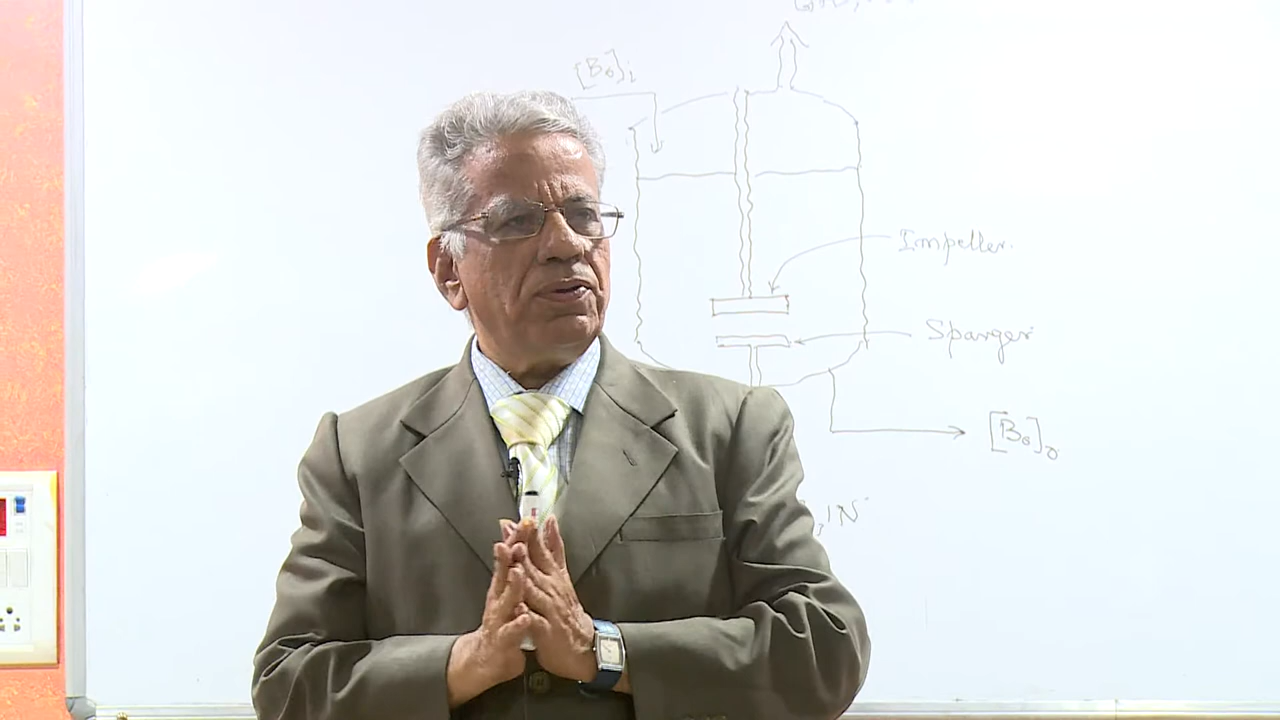 [B₀]ᵢ
Impeller.
Sparger
[B₀]₀
,IN